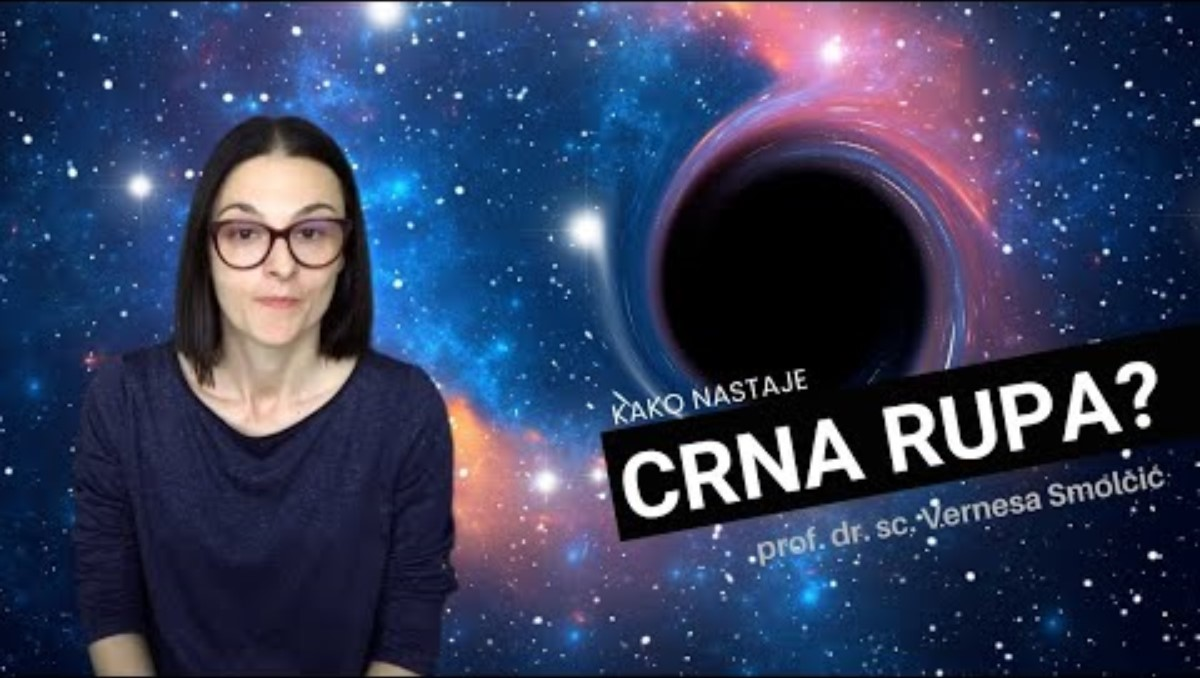 KAKO NASTAJE
CRNA RUPA?
prof. dr. sc. Vernesa Smolčić